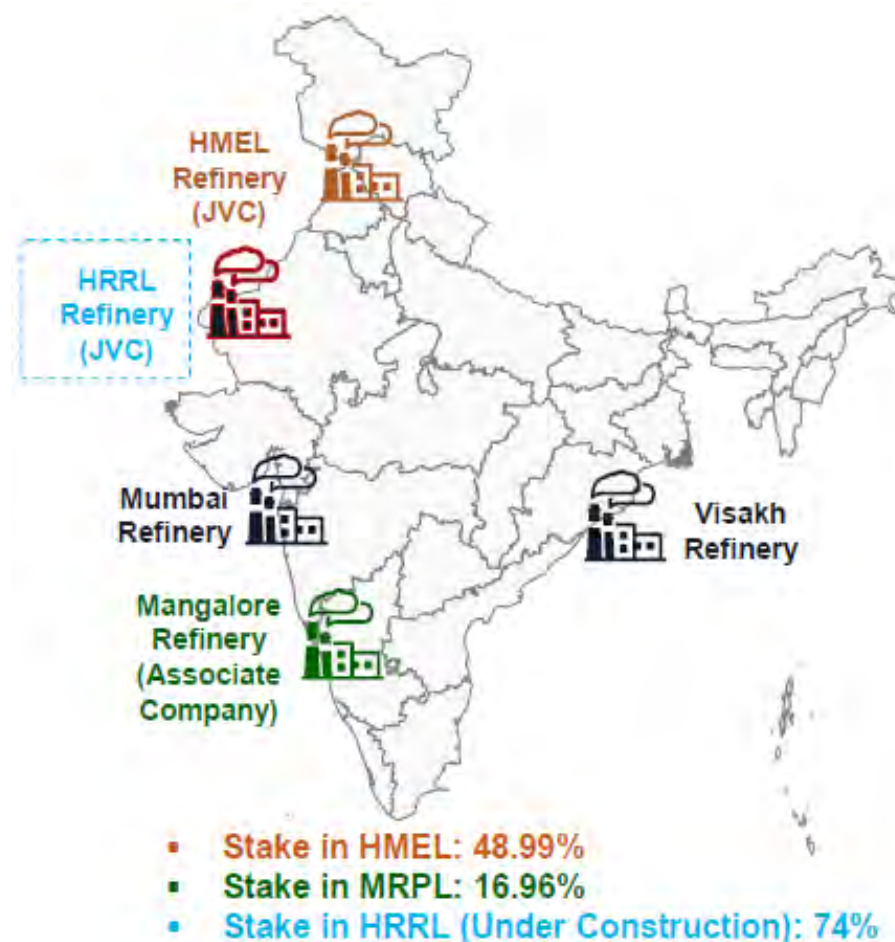 HMEL
Refinery
(JVC)
HRRL
Refinery
(JVC)
Mumbai
Refinery
Visakh
Refinery
Mangalore
Refinery
(Associate
Company)
▪ Stake in HMEL: 48.99%
▪ Stake in MRPL: 16.96%
▪ Stake in HRRL (Under Construction): 74%